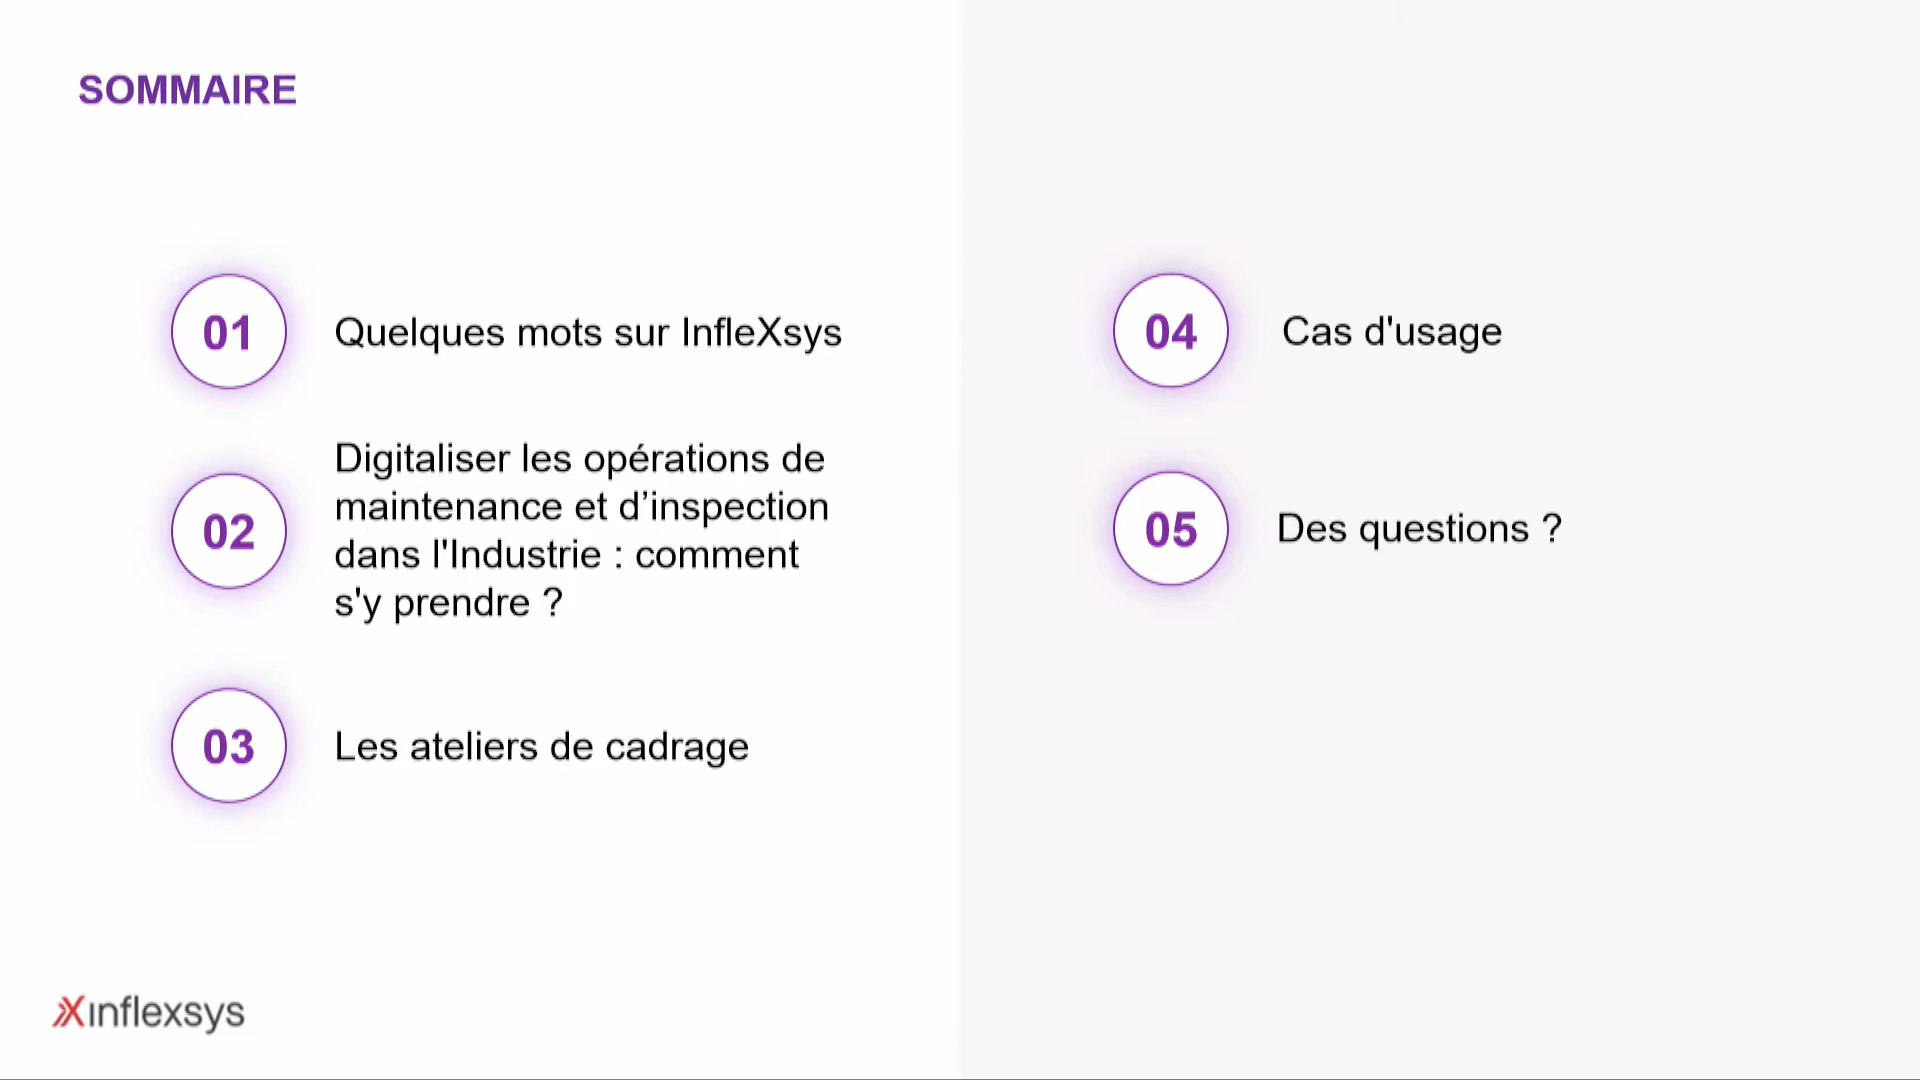 SOMMAIRE
01
Quelques mots sur InfleXsys
02
Digitaliser les opérations de
maintenance et d’inspection
dans l'Industrie : comment
s'y prendre ?
03
Les ateliers de cadrage
04
Cas d'usage
05
Des questions ?
inflexsys